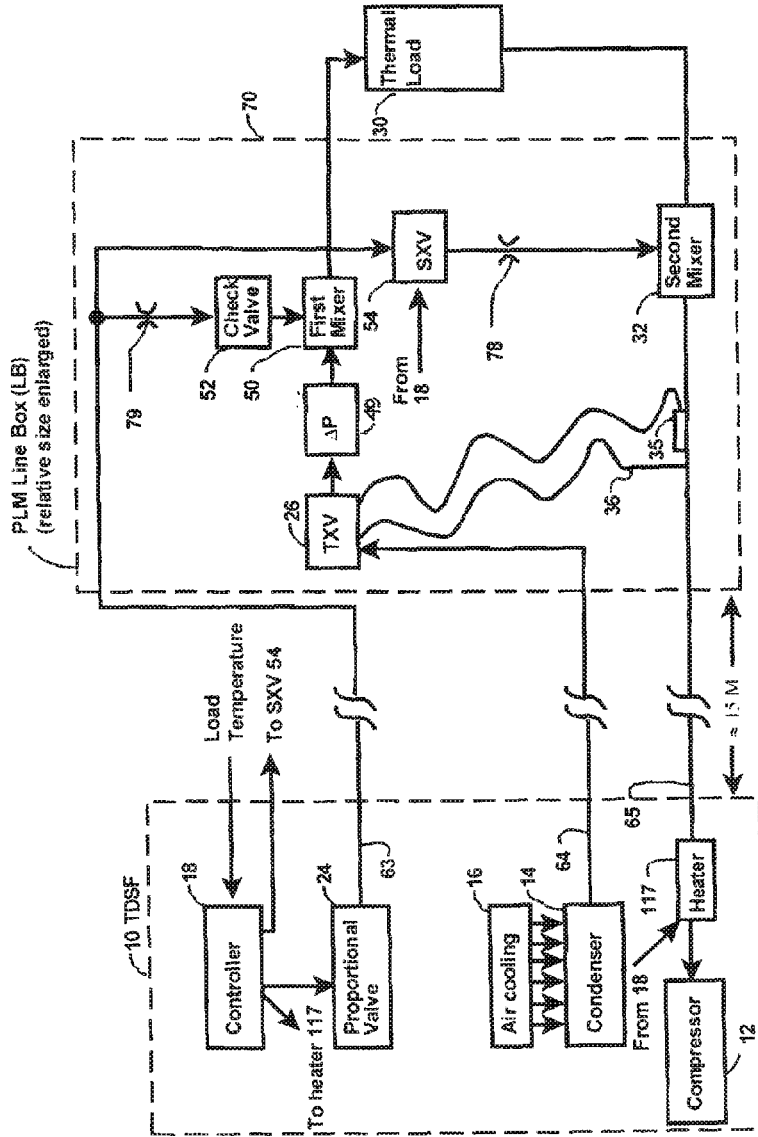 PLM Line Box (LB)
(relative size enlarged)
70
10 TDSF
Load
Temperature
To SXV 54
18
Controller
To heater 117
24
Proportional
Valve
63
16
Air cooling
14
Condenser
64
From 18
117
Heater
65
Compressor
12
≈ 15 M
79
52
Check
Valve
50
First
Mixer
ΔP
49
26
TXV
54
SXV
From
18
78
36
35
32
Second
Mixer
30
Thermal
Load